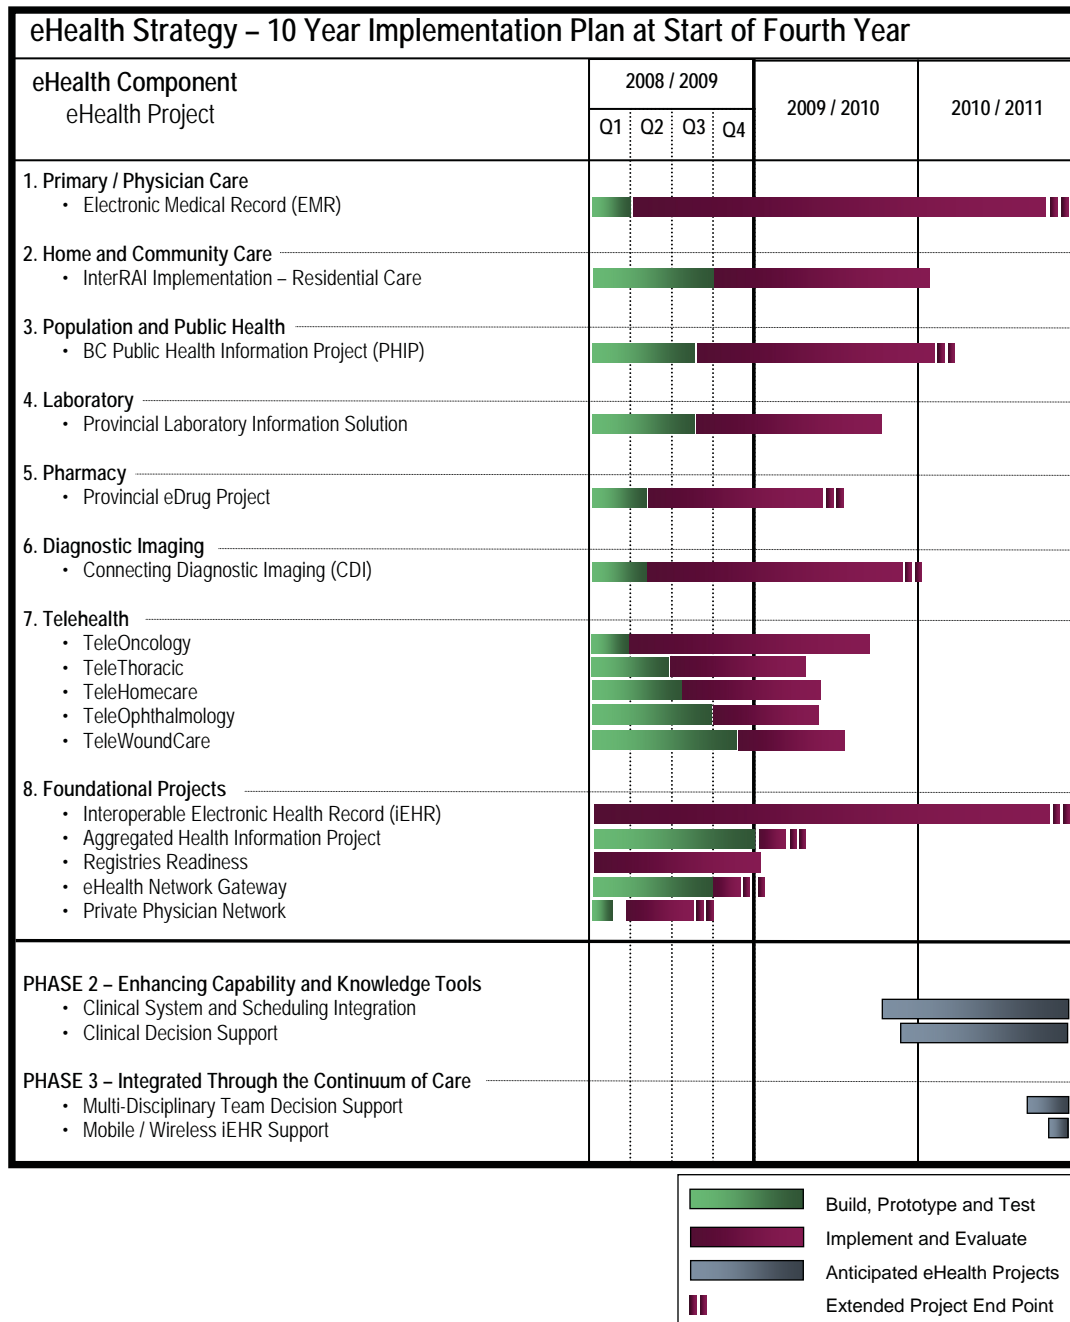 eHealth Strategy – 10 Year Implementation Plan at Start of Fourth Year
eHealth Component
eHealth Project
2008 / 2009
Q1 Q2 Q3 Q4
2009 / 2010
2010 / 2011
1. Primary / Physician Care
• Electronic Medical Record (EMR)
2. Home and Community Care
• InterRAI Implementation – Residential Care
3. Population and Public Health
• BC Public Health Information Project (PHIP)
4. Laboratory
• Provincial Laboratory Information Solution
5. Pharmacy
• Provincial eDrug Project
6. Diagnostic Imaging
• Connecting Diagnostic Imaging (CDI)
7. Telehealth
• TeleOncology
• TeleThoracic
• TeleHomecare
• TeleOphthalmology
• TeleWoundCare
8. Foundational Projects
• Interoperable Electronic Health Record (iEHR)
• Aggregated Health Information Project
• Registries Readiness
• eHealth Network Gateway
• Private Physician Network
PHASE 2 – Enhancing Capability and Knowledge Tools
• Clinical System and Scheduling Integration
• Clinical Decision Support
PHASE 3 – Integrated Through the Continuum of Care
• Multi-Disciplinary Team Decision Support
• Mobile / Wireless iEHR Support
Build, Prototype and Test
Implement and Evaluate
Anticipated eHealth Projects
Extended Project End Point